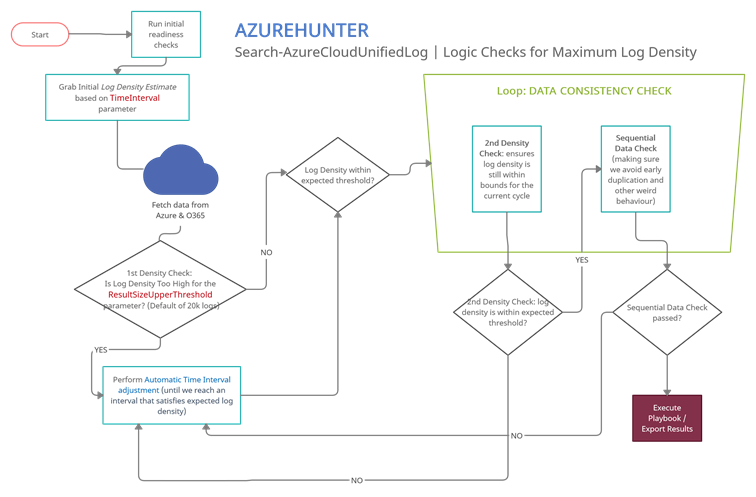 AZUREHUNTER
Search-AzureCloudUnifiedLog | Logic Checks for Maximum Log Density
Start
Run initial
readiness
checks
Grab Initial Log Density Estimate
based on TimeInterval
parameter
Fetch data from
Azure & O365
1st Density Check:
Is Log Density Too High for the
ResultSizeUpperThreshold
parameter? (Default of 20k logs)
NO
YES
Perform Automatic Time Interval
adjustment (until we reach an
interval that satisfies expected log
density)
Log Density within
expected threshold?
Loop: DATA CONSISTENCY CHECK
2nd Density
Check: ensures
log density is
still within
bounds for the
current cycle
Sequential
Data Check
(making sure
we avoid early
duplication and
other weird
behaviour)
YES
2nd Density Check: log
density is within expected
threshold?
Sequential Data Check
passed?
Execute
Playbook /
Export Results
NO
NO